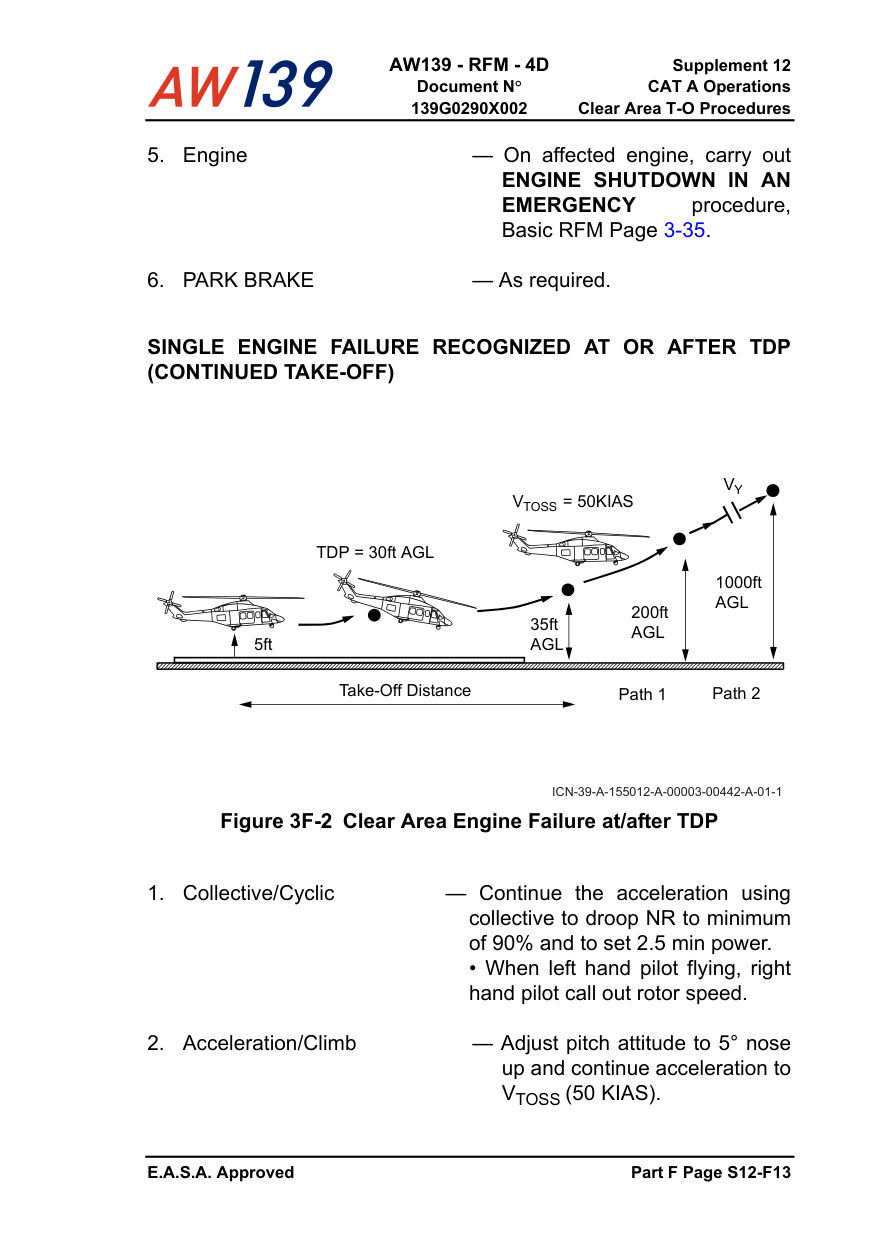 AW139
AW139 - RFM - 4D
Document N°
139G0290X002
Supplement 12
CAT A Operations
Clear Area T-O Procedures
5. Engine — On affected engine, carry out
ENGINE SHUTDOWN IN AN
EMERGENCY procedure,
Basic RFM Page 3-35.
6. PARK BRAKE — As required.
SINGLE ENGINE FAILURE RECOGNIZED AT OR AFTER TDP
(CONTINUED TAKE-OFF)
VY
VTOSS = 50KIAS
TDP = 30ft AGL
1000ft
AGL
200ft
AGL
35ft
AGL
5ft
Take-Off Distance
Path 1
Path 2
ICN-39-A-155012-A-00003-00442-A-01-1
Figure 3F-2 Clear Area Engine Failure at/after TDP
1. Collective/Cyclic — Continue the acceleration using
collective to droop NR to minimum
of 90% and to set 2.5 min power.
• When left hand pilot flying, right
hand pilot call out rotor speed.
2. Acceleration/Climb — Adjust pitch attitude to 5° nose
up and continue acceleration to
VTOSS (50 KIAS).
E.A.S.A. Approved
Part F Page S12-F13